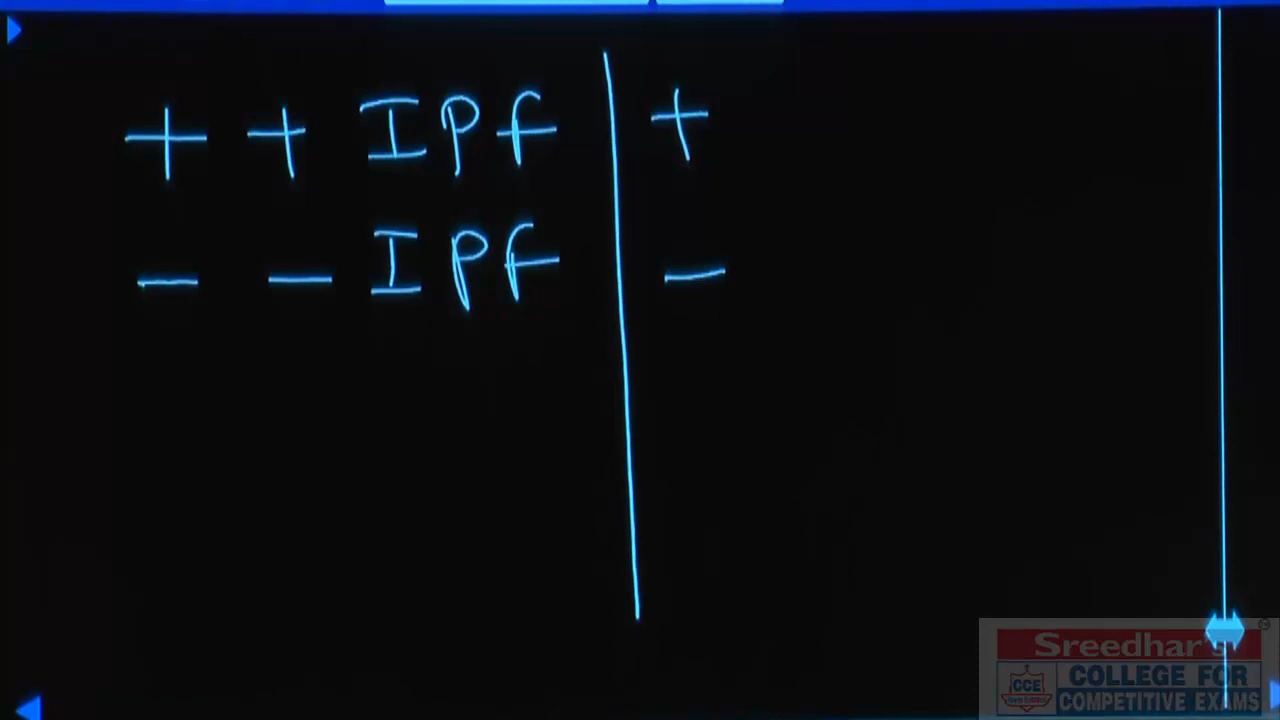 + + IPf | +
− − IPf | −
Sreedhar's
CCE
COLLEGE FOR
COMPETITIVE EXAMS